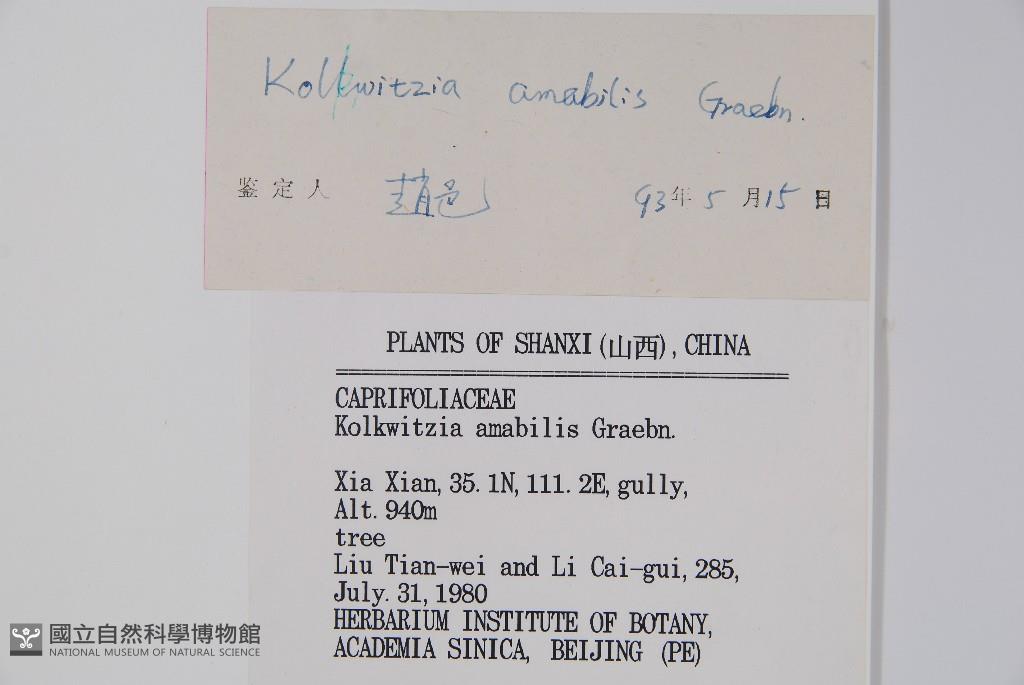 Kolkwitzia amabilis Graebn.
鉴定人 趙邑 93年5月15日
PLANTS OF SHANXI (山西), CHINA
CAPRIFOLIACEAE
Kolkwitzia amabilis Graebn.
Xia Xian, 35. 1N, 111. 2E, gully,
Alt. 940m
tree
Liu Tian-wei and Li Cai-gui, 285,
July. 31, 1980
HERBARIUM INSTITUTE OF BOTANY,
ACADEMIA SINICA, BEIJING (PE)
國立自然科學博物館
NATIONAL MUSEUM OF NATURAL SCIENCE